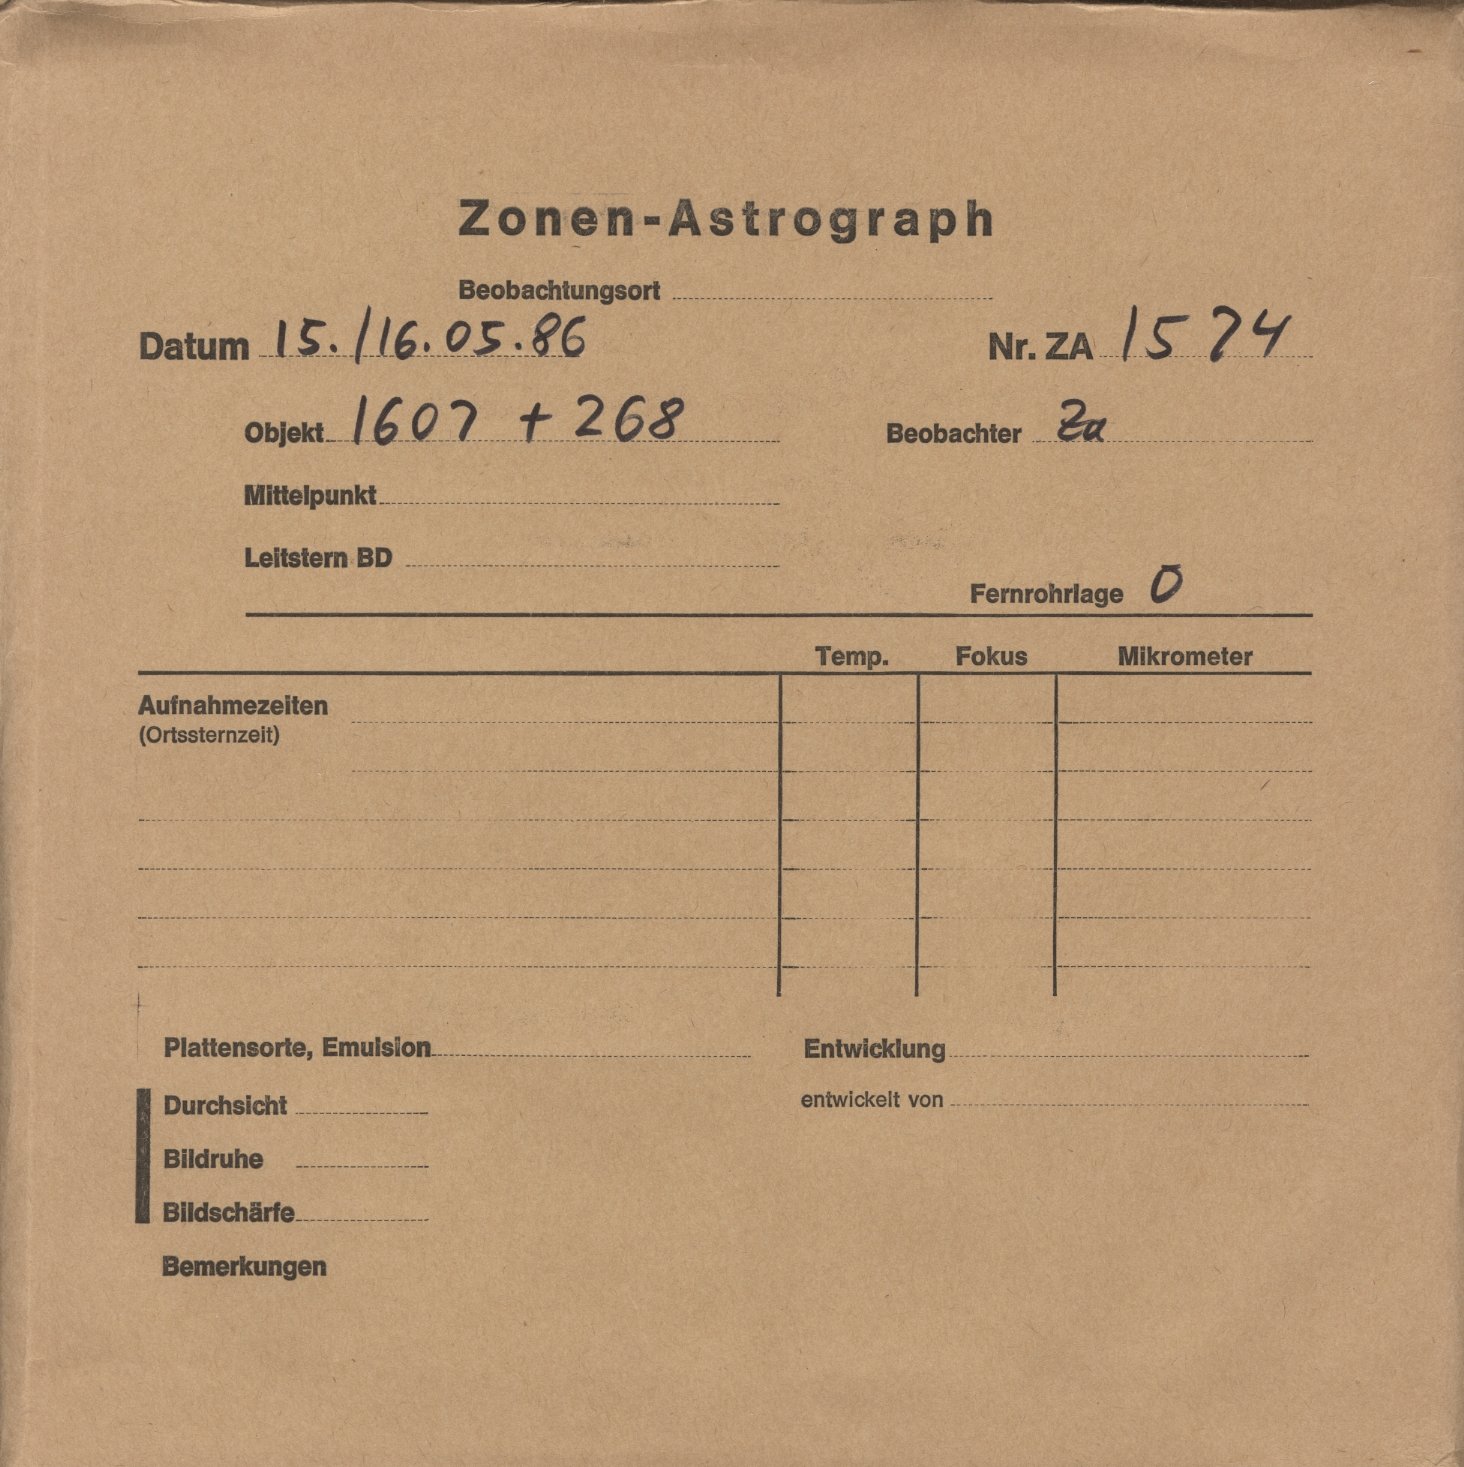 Zonen-Astrograph
Beobachtungsort
Datum 15./16.05.86 Nr. ZA 1574
Objekt 1607 + 268 Beobachter Za
Mittelpunkt
Leitstern BD
Fernrohrlage O
Temp. Fokus Mikrometer
Aufnahmezeiten
(Ortssternzeit)
Plattensorte, Emulsion Entwicklung
Durchsicht entwickelt von
Bildruhe
Bildschärfe
Bemerkungen